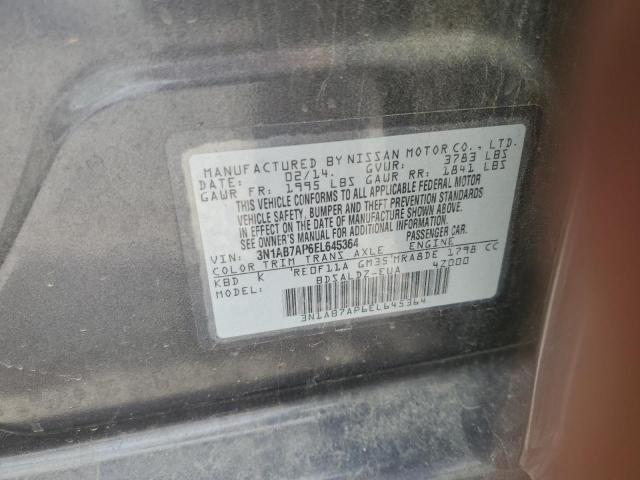 MANUFACTURED BY NISSAN MOTOR CO., LTD.
DATE: 02/14. GVUR: 3783 LBS
GAWR FR: 1995 LBS GAWR RR: 1841 LBS
THIS VEHICLE CONFORMS TO ALL APPLICABLE FEDERAL MOTOR
VEHICLE SAFETY, BUMPER AND THEFT PREVENTION STANDARDS
IN EFFECT ON THE DATE OF MANUFACTURE SHOWN ABOVE.
SEE OWNER'S MANUAL FOR ADDITIONAL INFORMATION.
VIN: 3N1AB7AP6EL645364 PASSENGER CAR.
COLOR TRIM TRANS AXLE ENGINE
KBD K RE0F11A GM35 MRA8DE 1798 CC
MODEL: BDSALDZ-EUA 4Z000
3N1AB7AP6EL645364